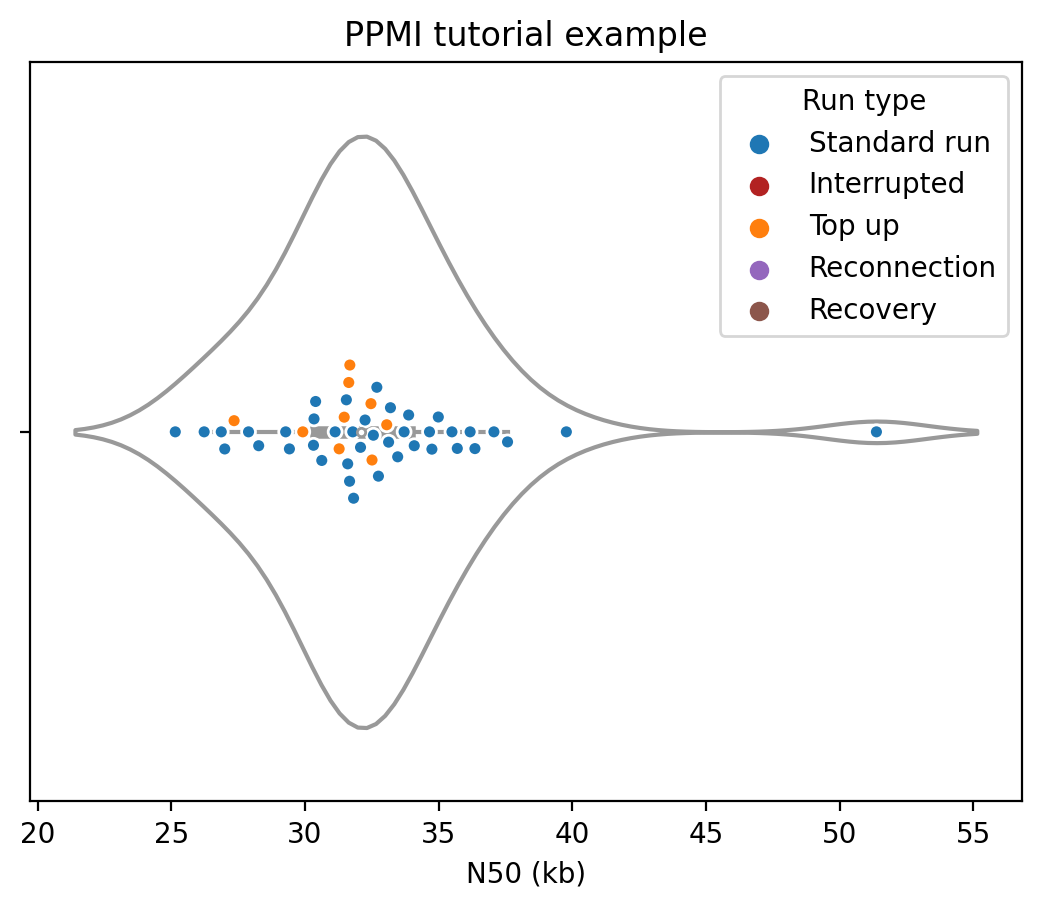 PPMI tutorial example
Run type
Standard run
Interrupted
Top up
Reconnection
Recovery
20 25 30 35 40 45 50 55
N50 (kb)